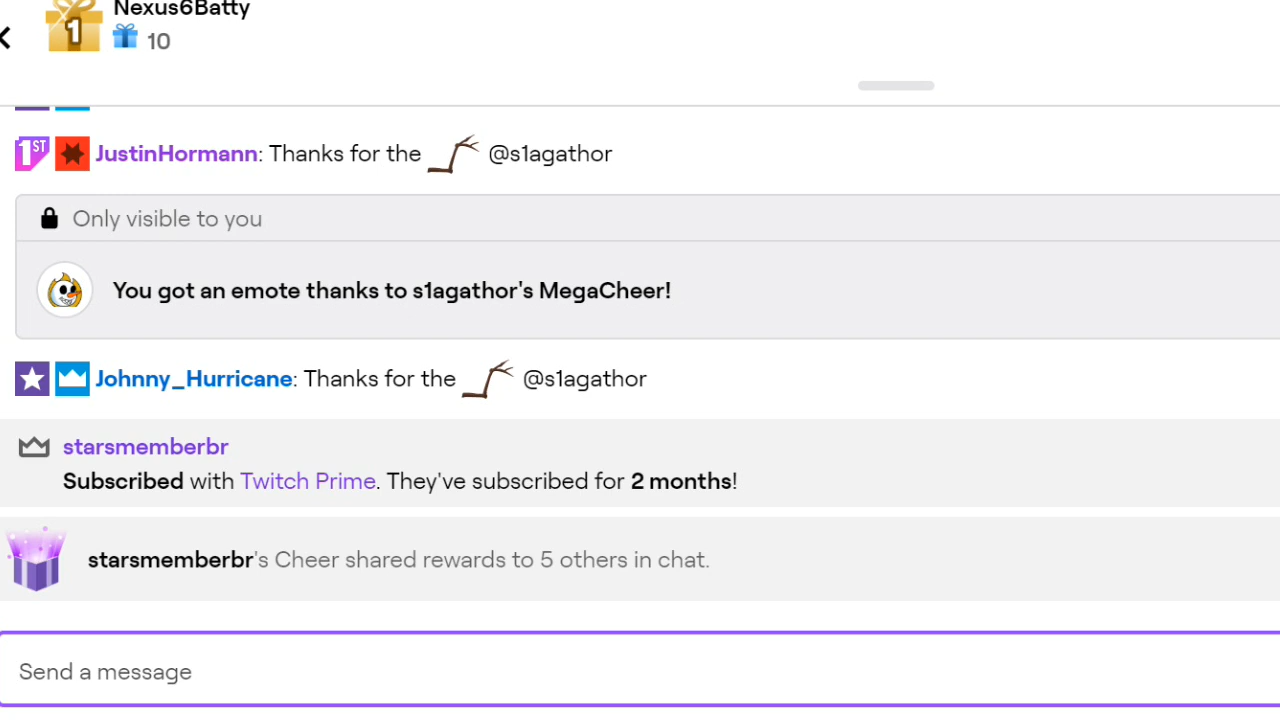 Nexus6Batty
1
10
1ST JustinHormann: Thanks for the @s1agathor
Only visible to you
You got an emote thanks to s1agathor's MegaCheer!
Johnny_Hurricane: Thanks for the @s1agathor
starsmemberbr
Subscribed with Twitch Prime. They've subscribed for 2 months!
starsmemberbr's Cheer shared rewards to 5 others in chat.
Send a message